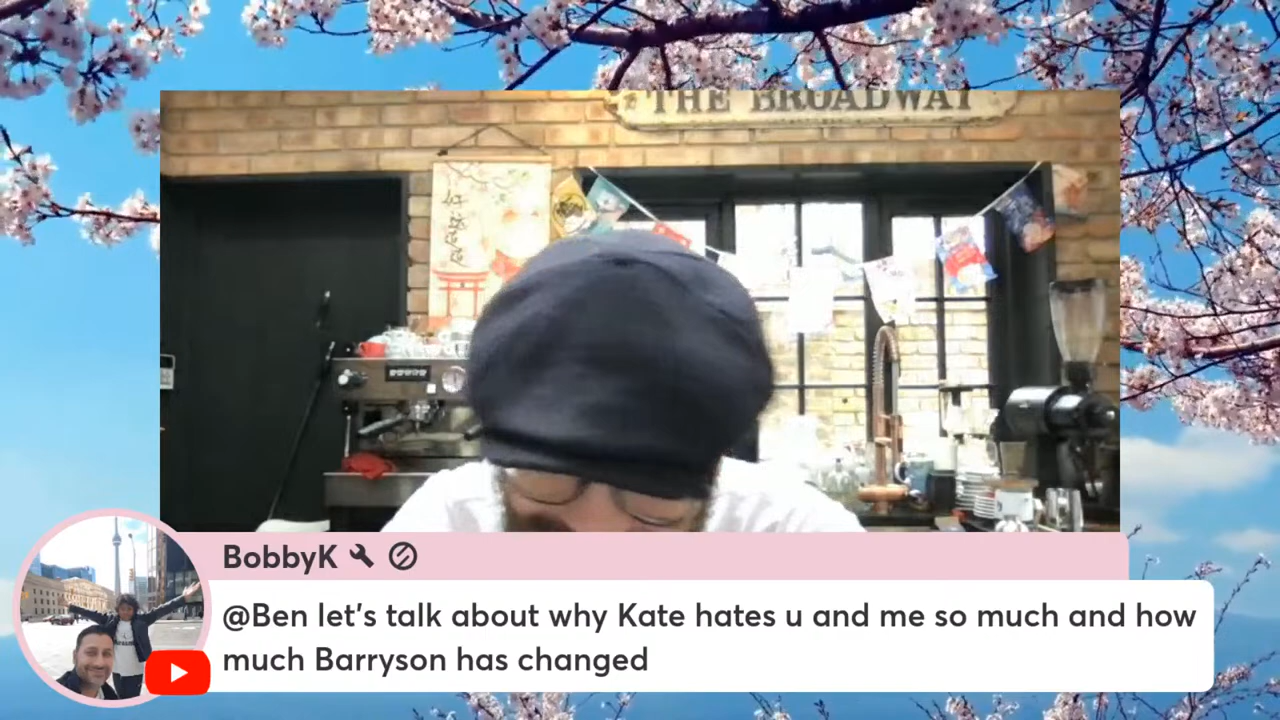 THE BROADWAY
BobbyK
@Ben let's talk about why Kate hates u and me so much and how
much Barryson has changed